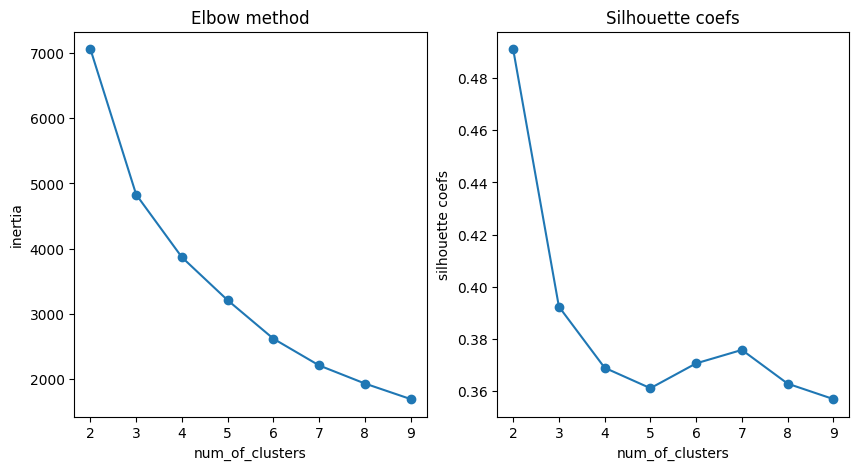 Elbow method
7000
6000
5000
4000
3000
2000
inertia
2 3 4 5 6 7 8 9
num_of_clusters
Silhouette coefs
0.48
0.46
0.44
0.42
0.40
0.38
0.36
silhouette coefs
2 3 4 5 6 7 8 9
num_of_clusters